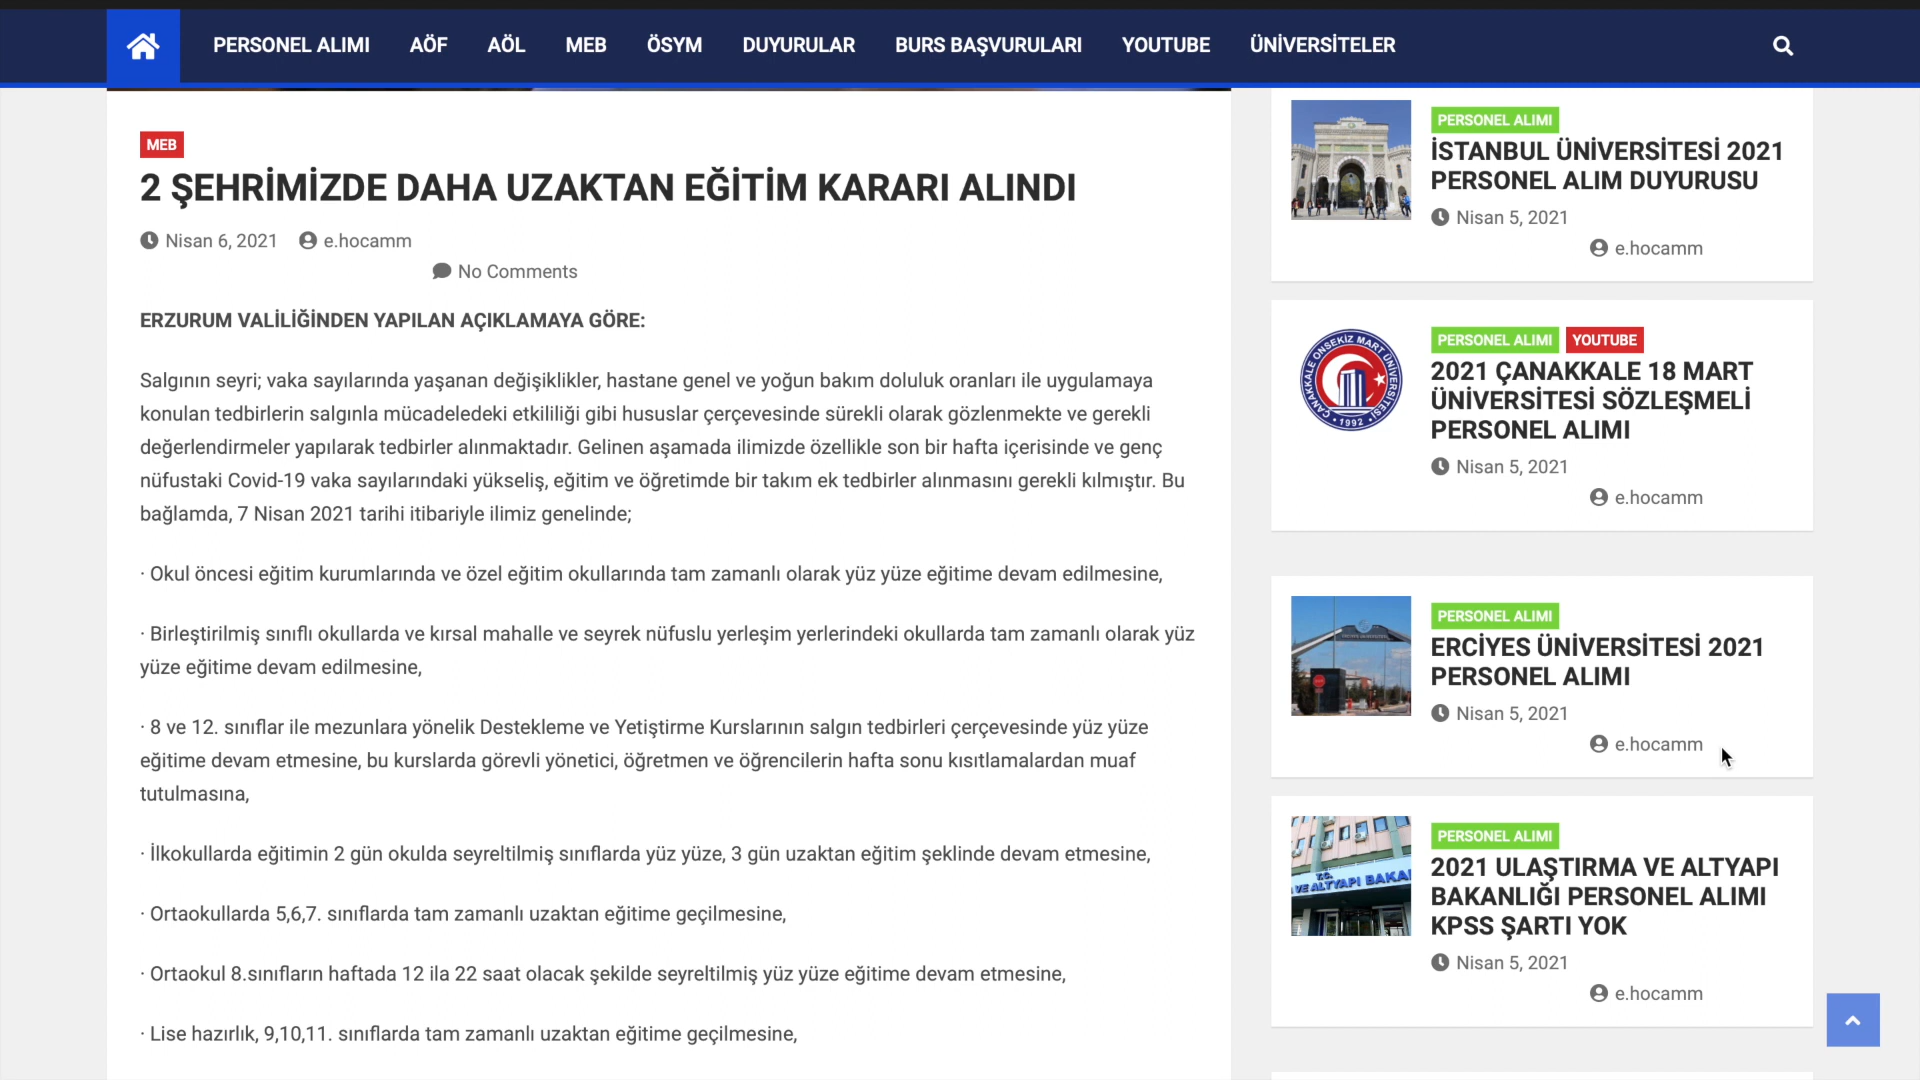 PERSONEL ALIMI AÖF AÖL MEB ÖSYM DUYURULAR BURS BAŞVURULARI YOUTUBE ÜNİVERSİTELER
MEB
2 ŞEHRİMİZDE DAHA UZAKTAN EĞİTİM KARARI ALINDI
Nisan 6, 2021 e.hocamm
No Comments
ERZURUM VALİLİĞİNDEN YAPILAN AÇIKLAMAYA GÖRE:
Salgının seyri; vaka sayılarında yaşanan değişiklikler, hastane genel ve yoğun bakım doluluk oranları ile uygulamaya
konulan tedbirlerin salgınla mücadeledeki etkililiği gibi hususlar çerçevesinde sürekli olarak gözlenmekte ve gerekli
değerlendirmeler yapılarak tedbirler alınmaktadır. Gelinen aşamada ilimizde özellikle son bir hafta içerisinde ve genç
nüfustaki Covid-19 vaka sayılarındaki yükseliş, eğitim ve öğretimde bir takım ek tedbirler alınmasını gerekli kılmıştır. Bu
bağlamda, 7 Nisan 2021 tarihi itibariyle ilimiz genelinde;
· Okul öncesi eğitim kurumlarında ve özel eğitim okullarında tam zamanlı olarak yüz yüze eğitime devam edilmesine,
· Birleştirilmiş sınıflı okullarda ve kırsal mahalle ve seyrek nüfuslu yerleşim yerlerindeki okullarda tam zamanlı olarak yüz
yüze eğitime devam edilmesine,
· 8 ve 12. sınıflar ile mezunlara yönelik Destekleme ve Yetiştirme Kurslarının salgın tedbirleri çerçevesinde yüz yüze
eğitime devam etmesine, bu kurslarda görevli yönetici, öğretmen ve öğrencilerin hafta sonu kısıtlamalardan muaf
tutulmasına,
· İlkokullarda eğitimin 2 gün okulda seyreltilmiş sınıflarda yüz yüze, 3 gün uzaktan eğitim şeklinde devam etmesine,
· Ortaokullarda 5,6,7. sınıflarda tam zamanlı uzaktan eğitime geçilmesine,
· Ortaokul 8.sınıfların haftada 12 ila 22 saat olacak şekilde seyreltilmiş yüz yüze eğitime devam etmesine,
· Lise hazırlık, 9,10,11. sınıflarda tam zamanlı uzaktan eğitime geçilmesine,
PERSONEL ALIMI
İSTANBUL ÜNİVERSİTESİ 2021
PERSONEL ALIM DUYURUSU
Nisan 5, 2021
e.hocamm
ÇANAKKALE ONSEKİZ MART ÜNİVERSİTESİ
• 1992 •
PERSONEL ALIMI YOUTUBE
2021 ÇANAKKALE 18 MART
ÜNİVERSİTESİ SÖZLEŞMELİ
PERSONEL ALIMI
Nisan 5, 2021
e.hocamm
PERSONEL ALIMI
ERCİYES ÜNİVERSİTESİ 2021
PERSONEL ALIMI
Nisan 5, 2021
e.hocamm
T.C.
VE ALTYAPI BAKA
PERSONEL ALIMI
2021 ULAŞTIRMA VE ALTYAPI
BAKANLIĞI PERSONEL ALIMI
KPSS ŞARTI YOK
Nisan 5, 2021
e.hocamm